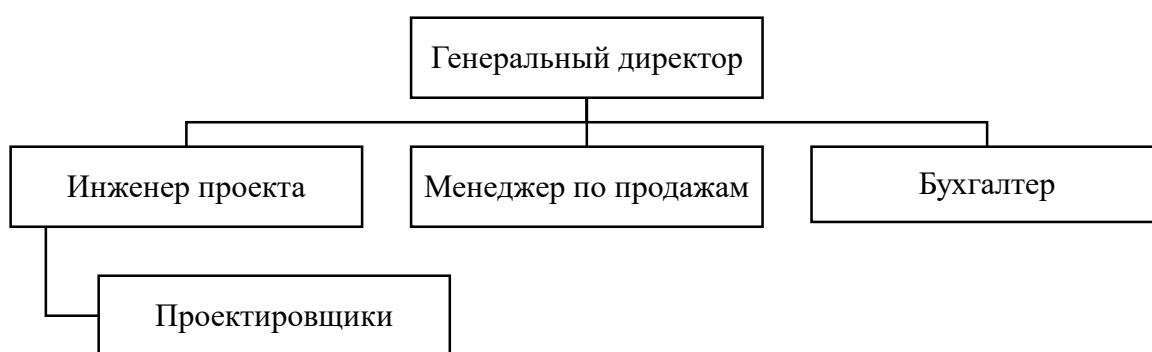 Генеральный директор
Инженер проекта
Менеджер по продажам
Бухгалтер
Проектировщики